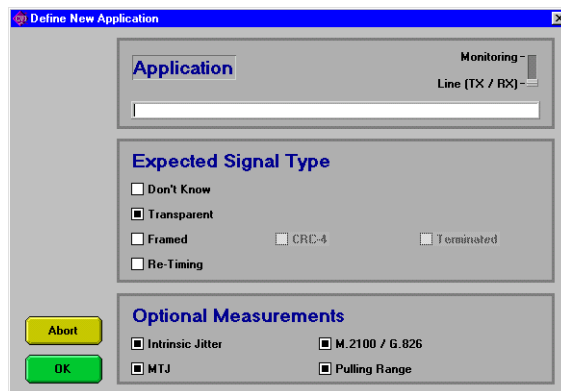 Define New Application
Application
Monitoring
Line (TX / RX)
Expected Signal Type
Don't Know
Transparent
Framed CRC-4 Terminated
Re-Timing
Optional Measurements
Intrinsic Jitter M.2100 / G.826
MTJ Pulling Range
Abort
OK